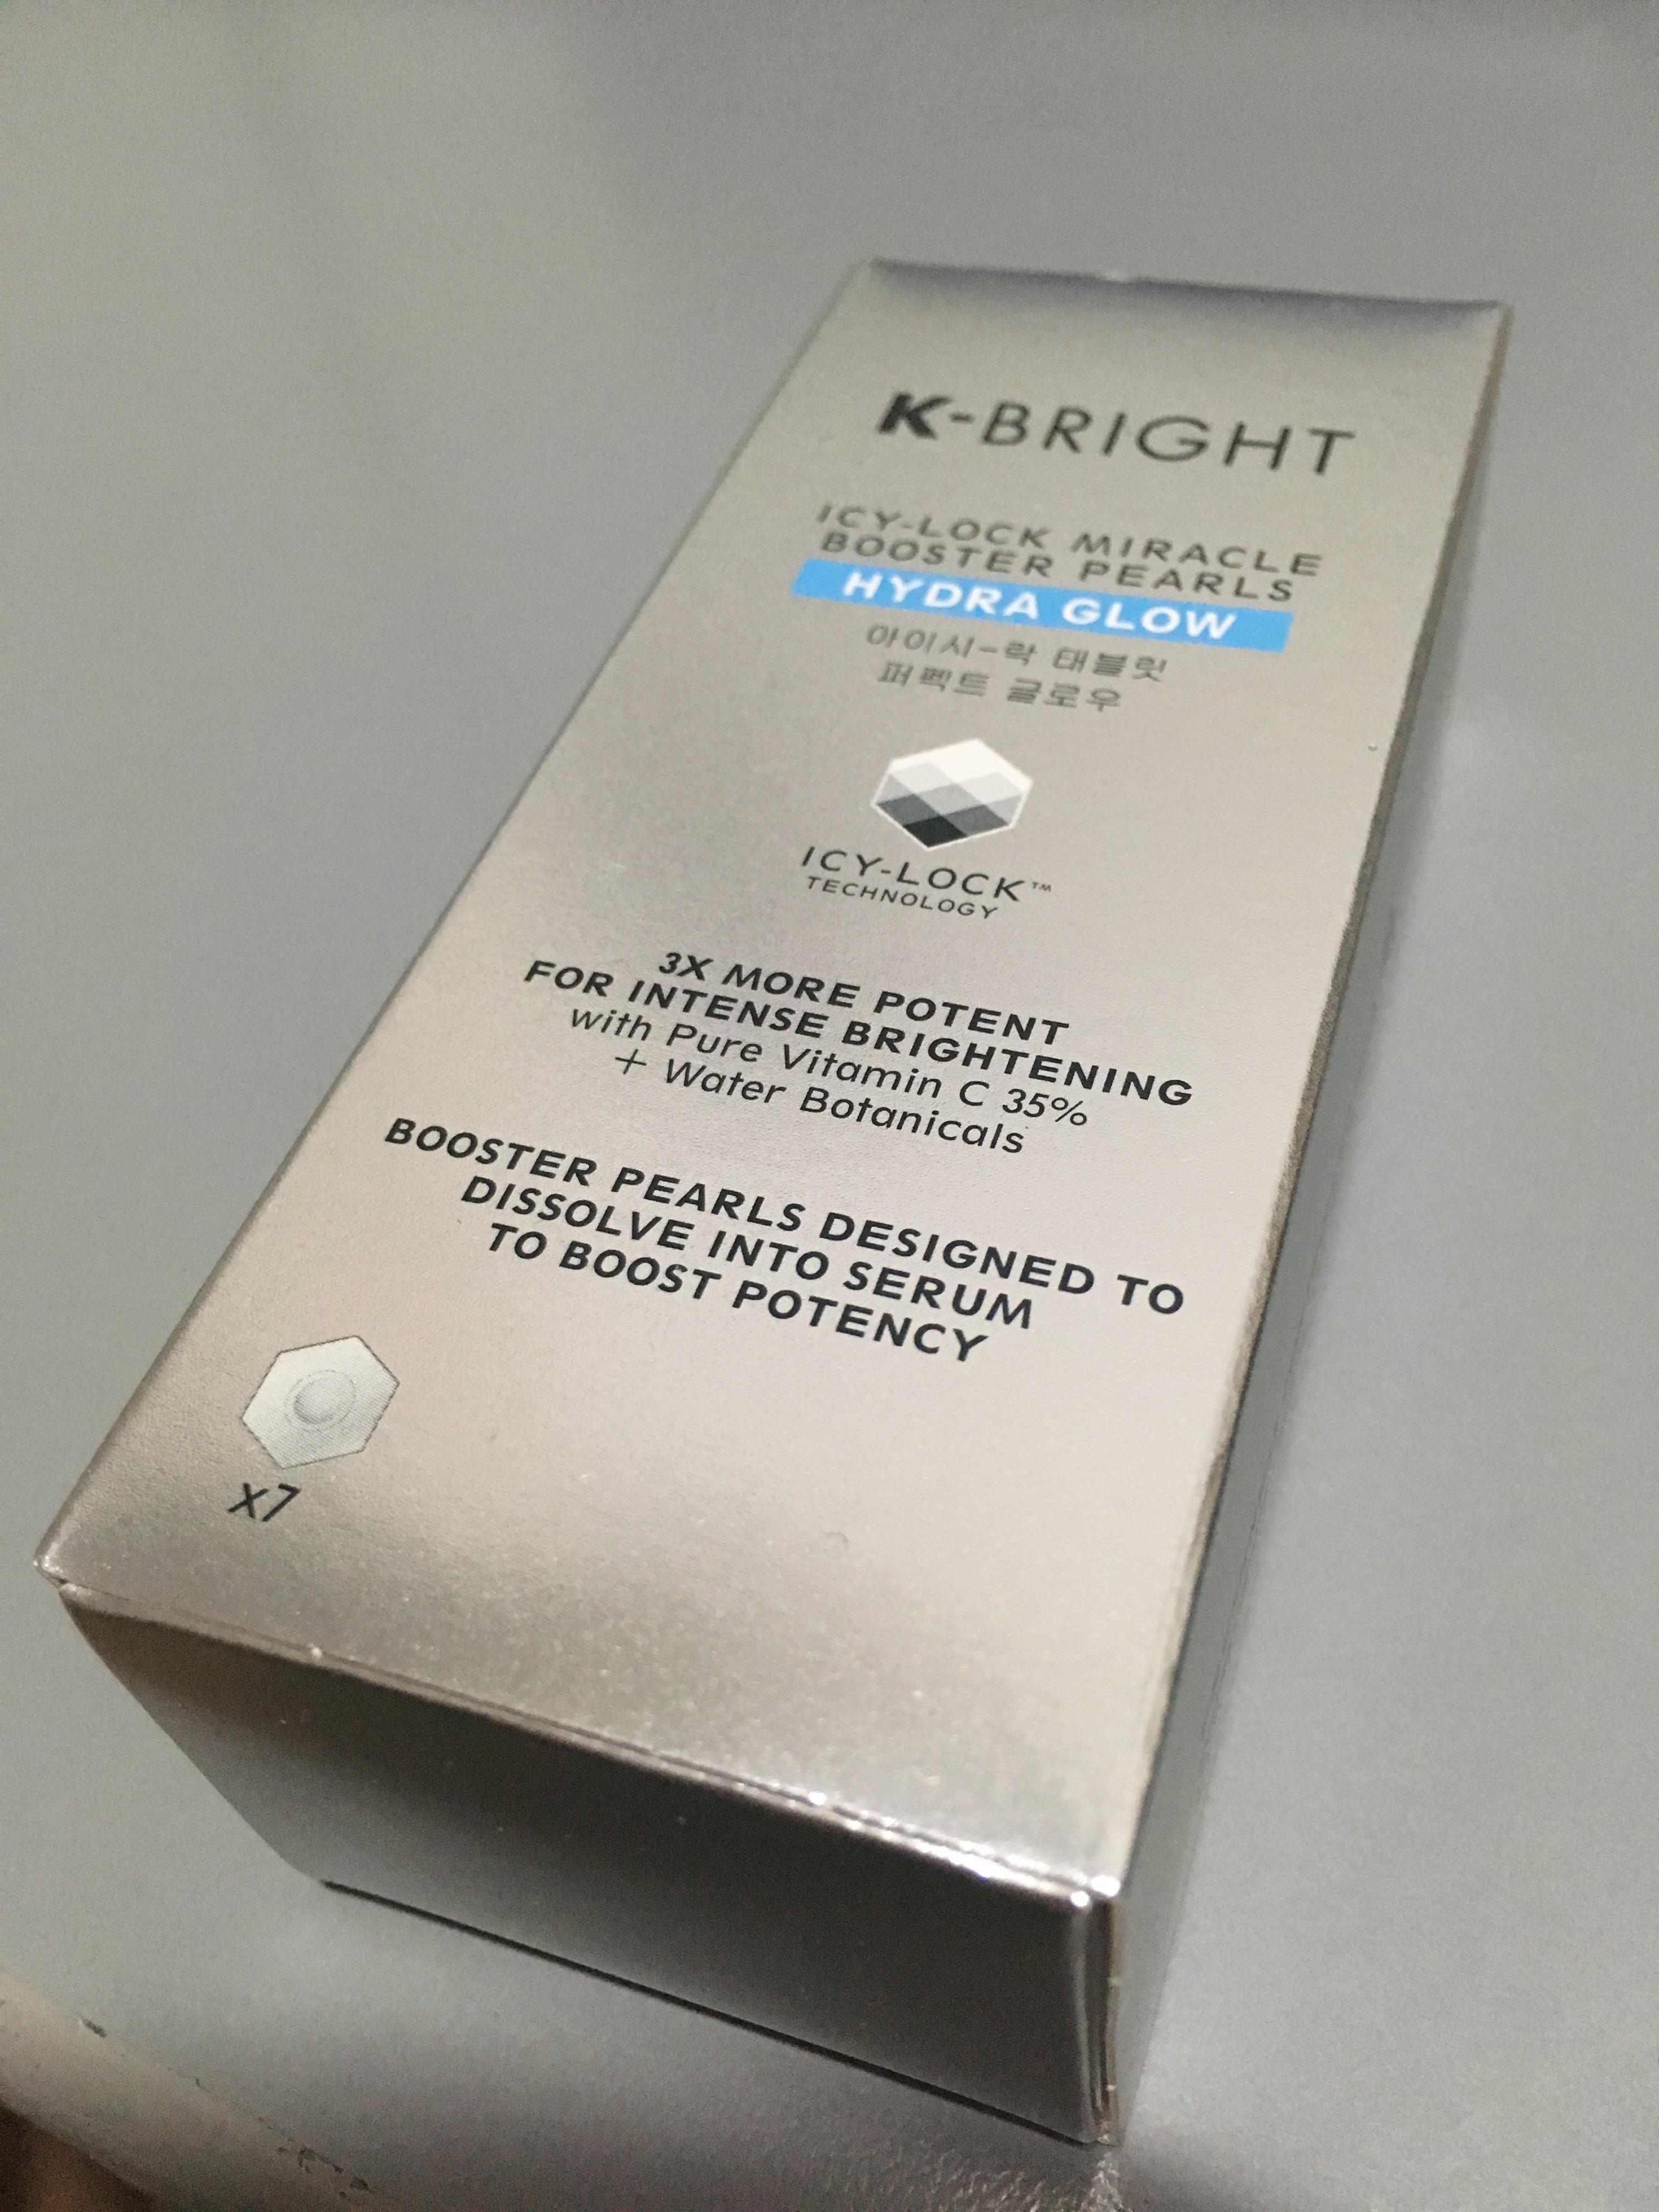 K-BRIGHT
ICY-LOCK MIRACLE
BOOSTER PEARLS
HYDRA GLOW
아이시-락 태블릿
퍼펙트 글로우
ICY-LOCK™
TECHNOLOGY
3X MORE POTENT
FOR INTENSE BRIGHTENING
with Pure Vitamin C 35%
+ Water Botanicals
BOOSTER PEARLS DESIGNED TO
DISSOLVE INTO SERUM
TO BOOST POTENCY
X7